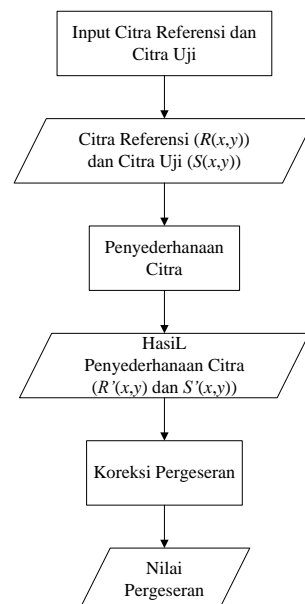 Input Citra Referensi dan
Citra Uji
Citra Referensi (R(x,y))
dan Citra Uji (S(x,y))
Penyederhanaan
Citra
HasiL
Penyederhanaan Citra
(R'(x,y) dan S'(x,y))
Koreksi Pergeseran
Nilai
Pergeseran